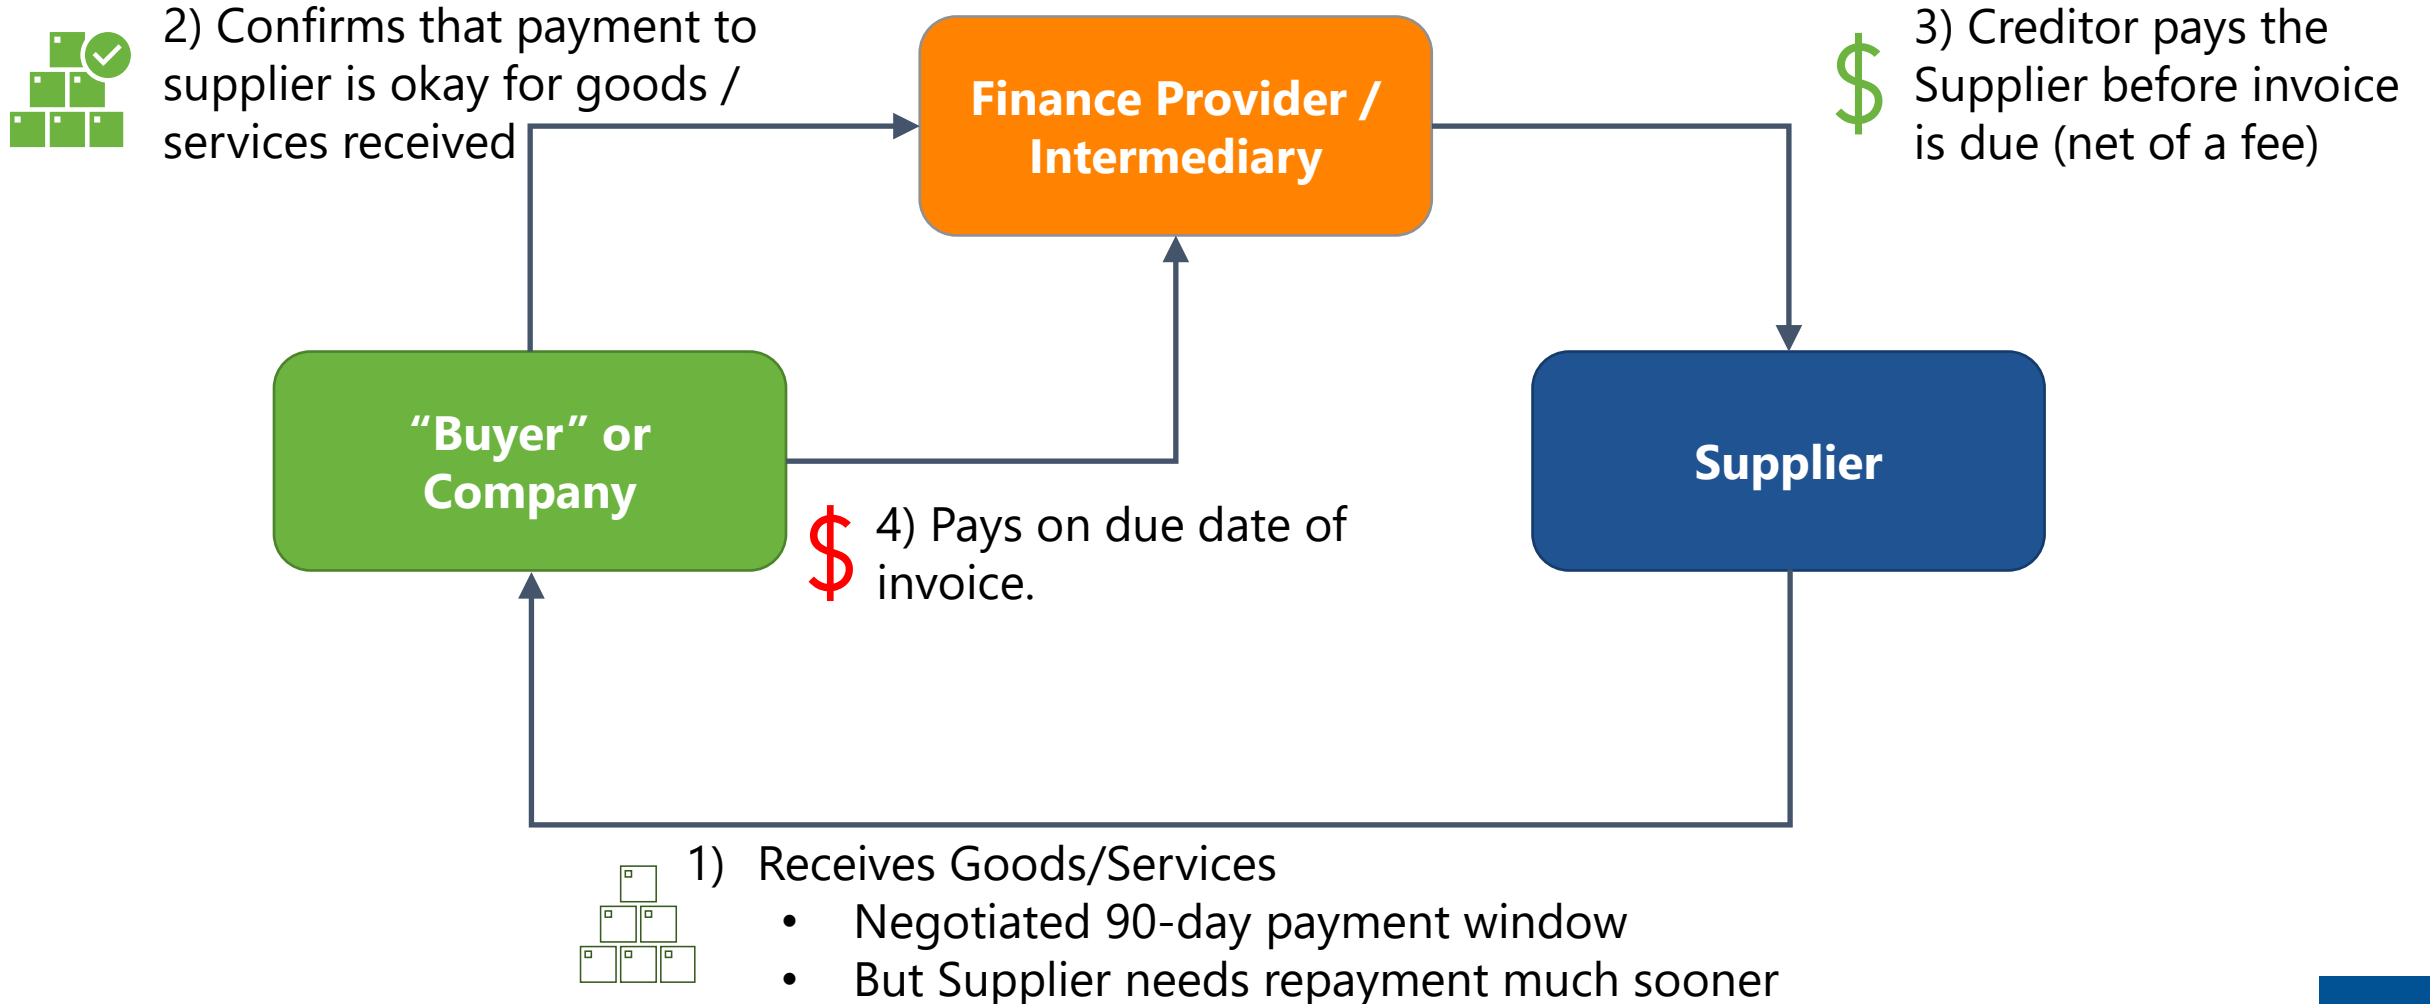 2) Confirms that payment to
supplier is okay for goods /
services received
Finance Provider /
Intermediary
3) Creditor pays the
Supplier before invoice
is due (net of a fee)
“Buyer” or
Company
Supplier
4) Pays on due date of
invoice.
1) Receives Goods/Services
• Negotiated 90-day payment window
• But Supplier needs repayment much sooner